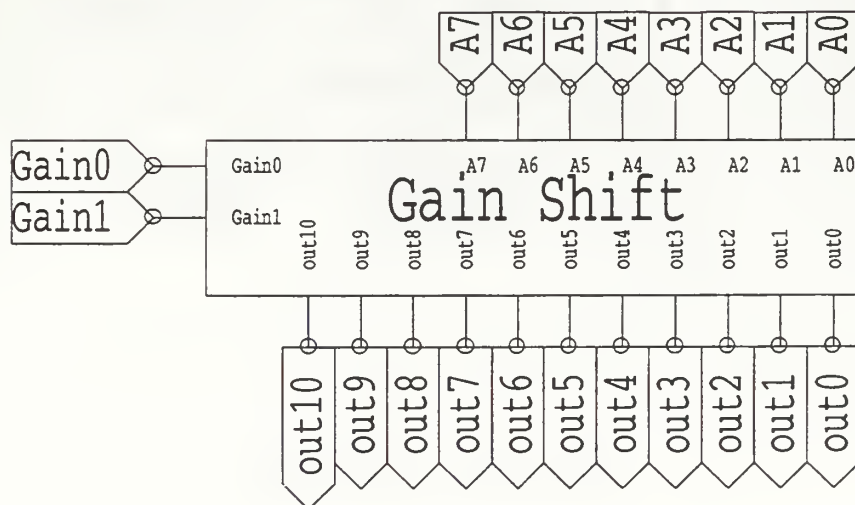 A7 A6 A5 A4 A3 A2 A1 A0
Gain0 Gain0 A7 A6 A5 A4 A3 A2 A1 A0
Gain Shift
Gain1 Gain1
out10 out9 out8 out7 out6 out5 out4 out3 out2 out1 out0
out10 out9 out8 out7 out6 out5 out4 out3 out2 out1 out0